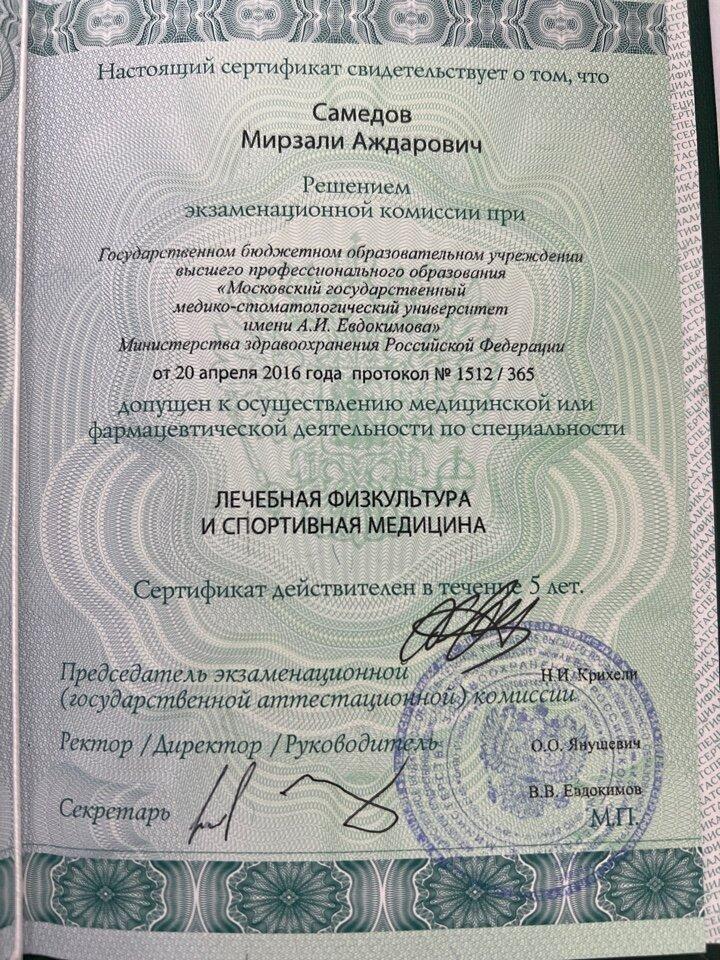 Настоящий сертификат свидетельствует о том, что
Самедов
Мирзали Аждарович
Решением
экзаменационной комиссии при
Государственном бюджетном образовательном учреждении
высшего профессионального образования
«Московский государственный
медико-стоматологический университет
имени А.И. Евдокимова»
Министерства здравоохранения Российской Федерации
от 20 апреля 2016 года протокол № 1512 / 365
допущен к осуществлению медицинской или
фармацевтической деятельности по специальности
ЛЕЧЕБНАЯ ФИЗКУЛЬТУРА
И СПОРТИВНАЯ МЕДИЦИНА
Сертификат действителен в течение 5 лет.
Председатель экзаменационной
(государственной аттестационной) комиссии
Н.И. Крихели
Ректор /Директор /Руководитель
О.О. Янушевич
В.В. Евдокимов
Секретарь
М.П.